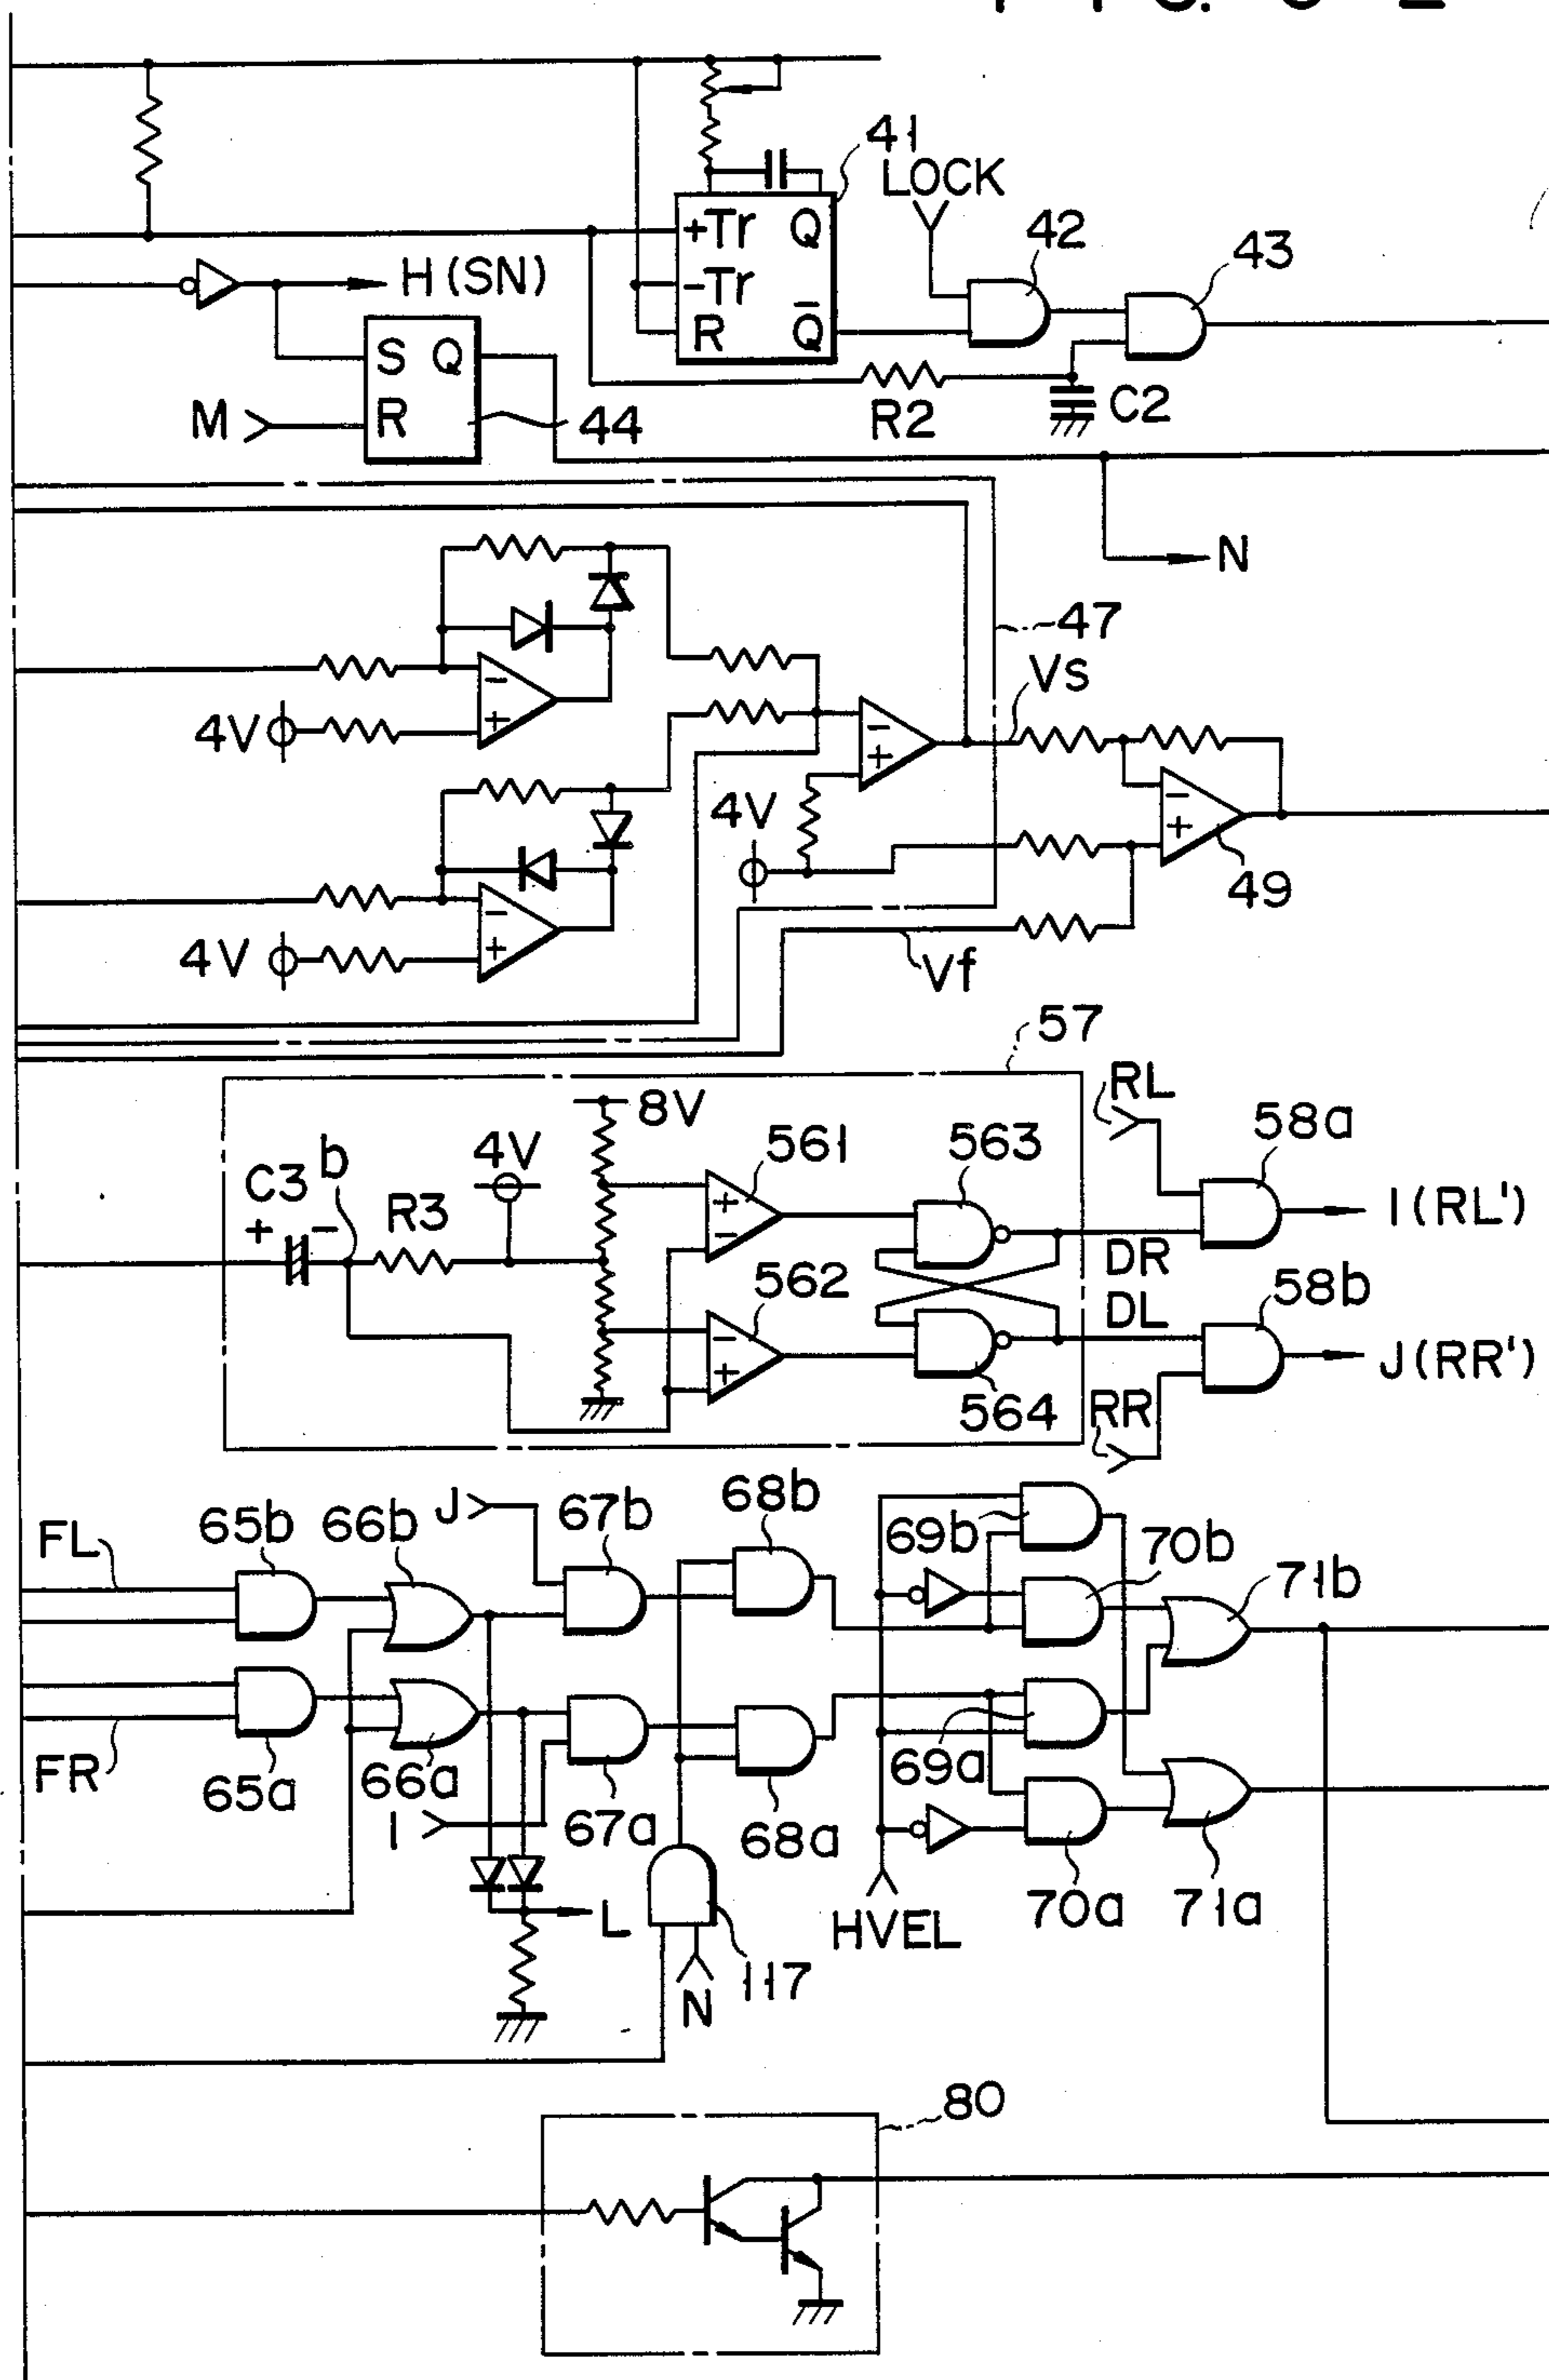 41
LOCK
+Tr Q
42
43
H(SN)
-Tr
R Q̅
S Q
R2
C2
M
R
44
N
47
Vs
4V
4V
49
4V
Vf
57
RL
8V
58a
561
563
4V
b
C3
R3
I(RL')
+ -
DR
562
DL
58b
J(RR')
564
RR
J
67b
68b
65b
66b
69b
FL
70b
71b
FR
65a
66a
69a
I
67a
68a
L
HVEL
70a
71a
117
N
80